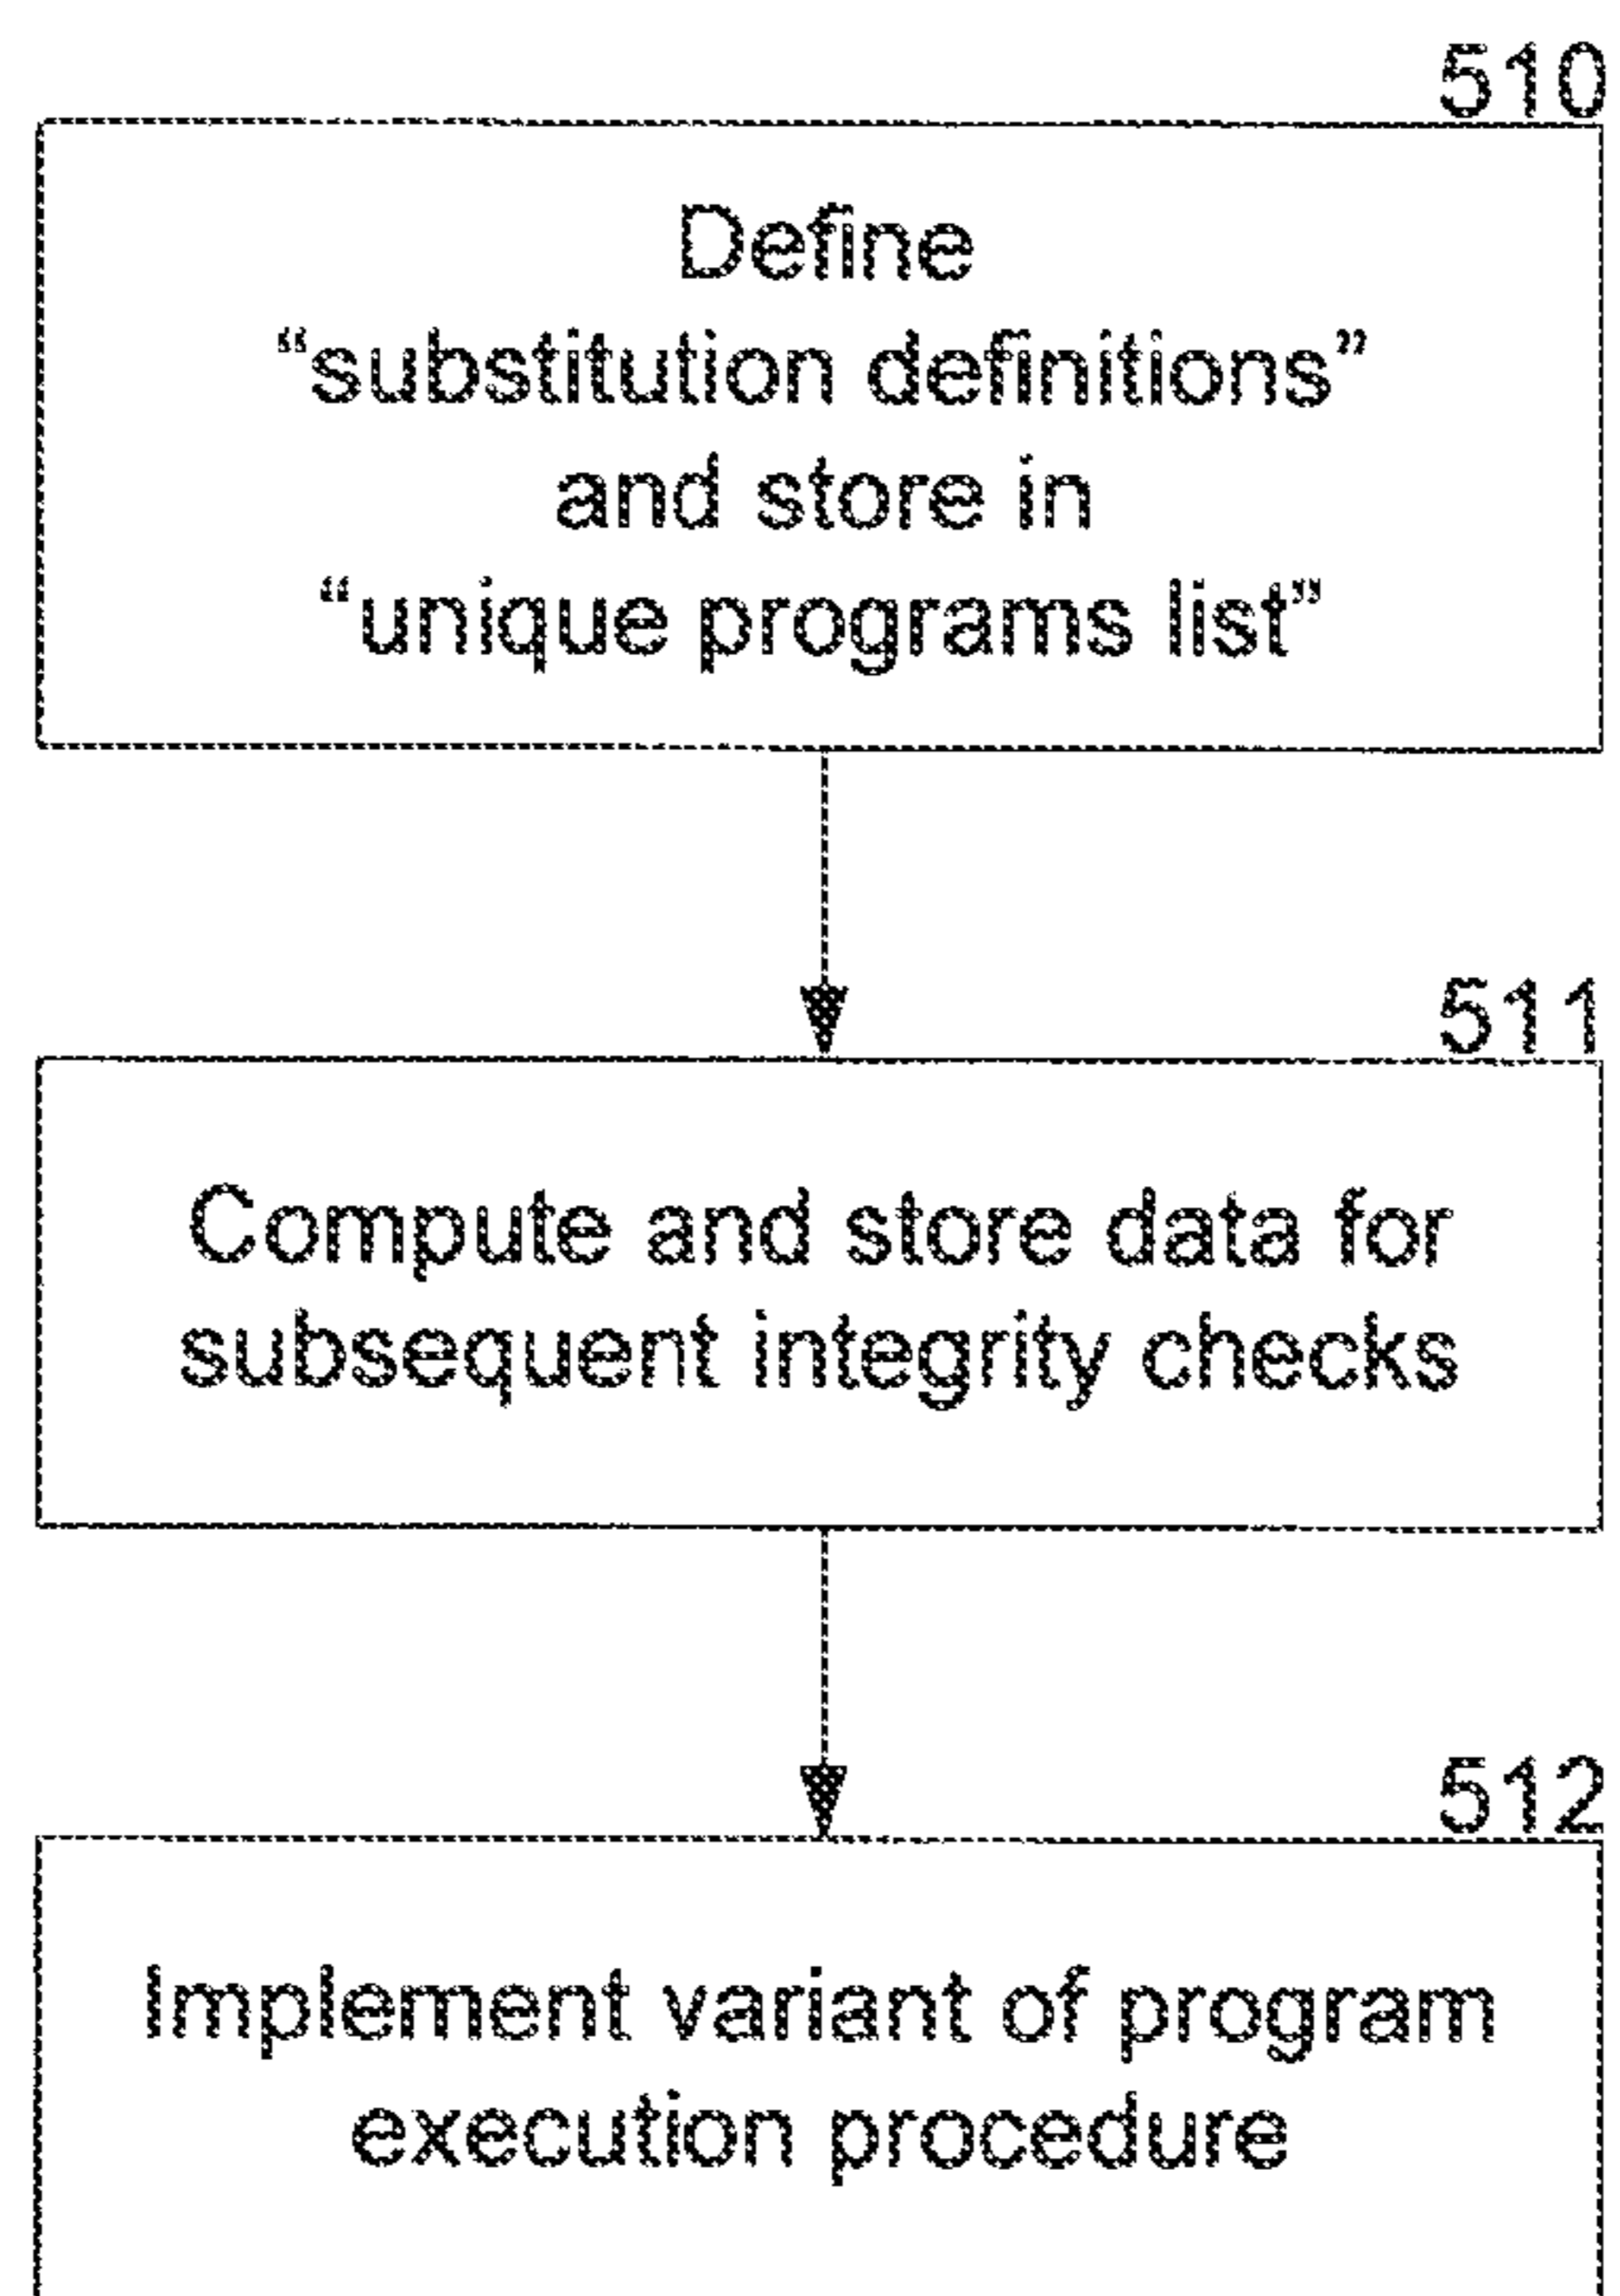 510
Define
“substitution definitions”
and store in
“unique programs list”
511
Compute and store data for
subsequent integrity checks
512
Implement variant of program
execution procedure